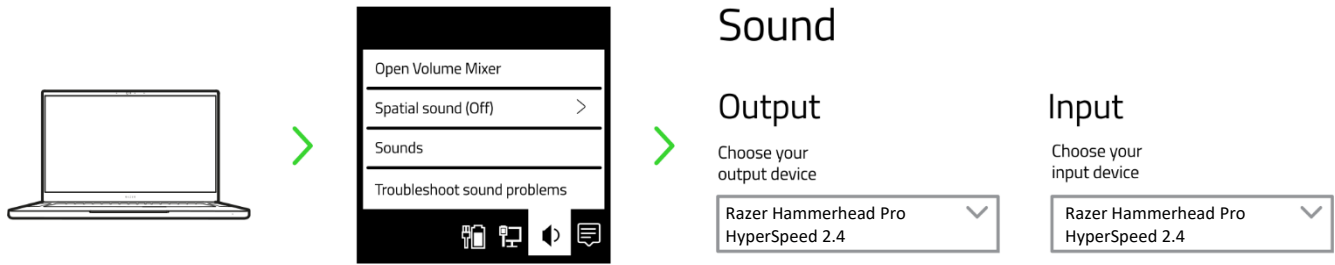 Open Volume Mixer
Spatial sound (Off)
Sounds
Troubleshoot sound problems
Sound
Output
Choose your
output device
Razer Hammerhead Pro
HyperSpeed 2.4
Input
Choose your
input device
Razer Hammerhead Pro
HyperSpeed 2.4